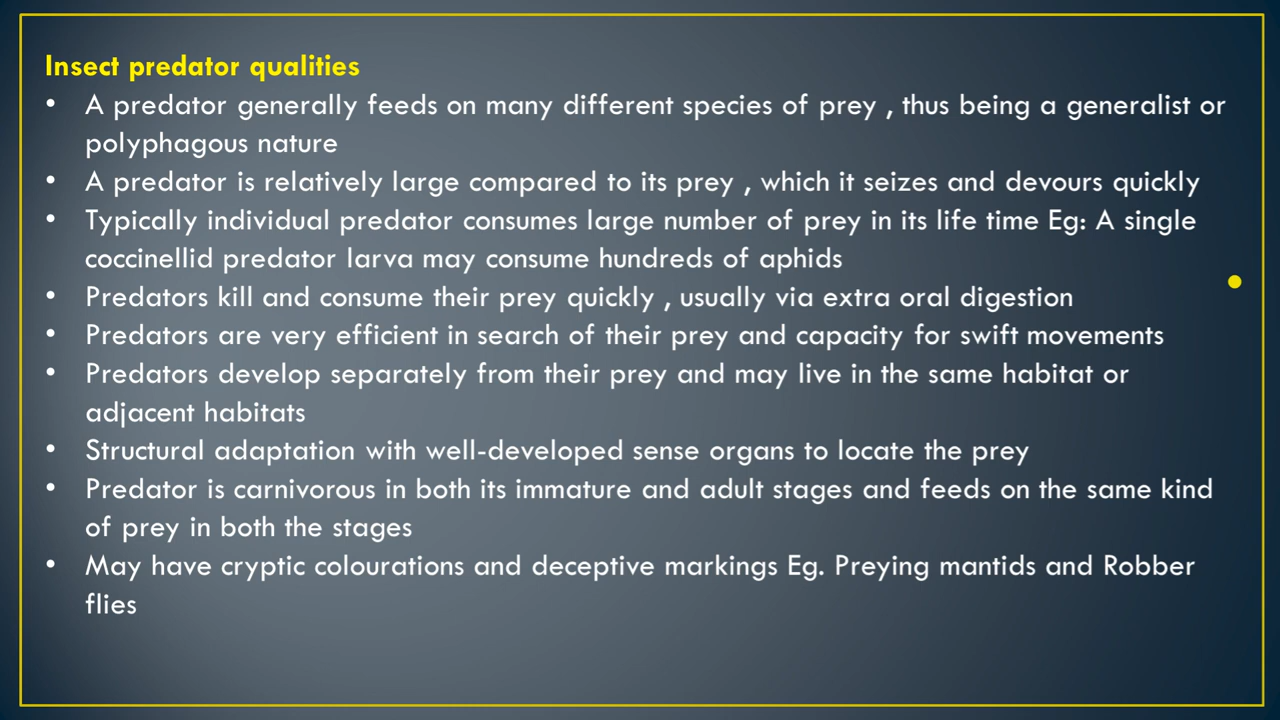 Insect predator qualities
• A predator generally feeds on many different species of prey , thus being a generalist or
polyphagous nature
• A predator is relatively large compared to its prey , which it seizes and devours quickly
• Typically individual predator consumes large number of prey in its life time Eg: A single
coccinellid predator larva may consume hundreds of aphids
• Predators kill and consume their prey quickly , usually via extra oral digestion
• Predators are very efficient in search of their prey and capacity for swift movements
• Predators develop separately from their prey and may live in the same habitat or
adjacent habitats
• Structural adaptation with well-developed sense organs to locate the prey
• Predator is carnivorous in both its immature and adult stages and feeds on the same kind
of prey in both the stages
• May have cryptic colourations and deceptive markings Eg. Preying mantids and Robber
flies